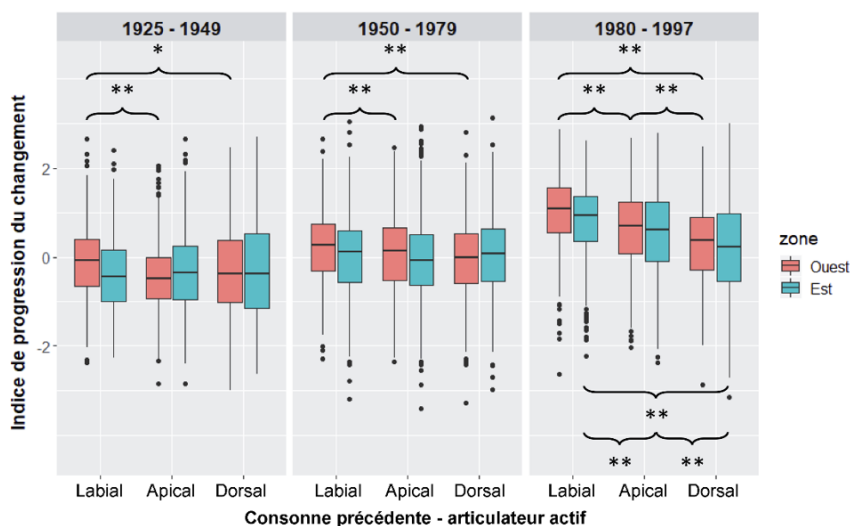 1925 - 1949
1950 - 1979
1980 - 1997
*
**
**
**
**
**
**
**
**
**
Indice de progression du changement
2
0
-2
zone
Ouest
Est
Labial Apical Dorsal
Labial Apical Dorsal
Labial Apical Dorsal
Consonne précédente - articulateur actif